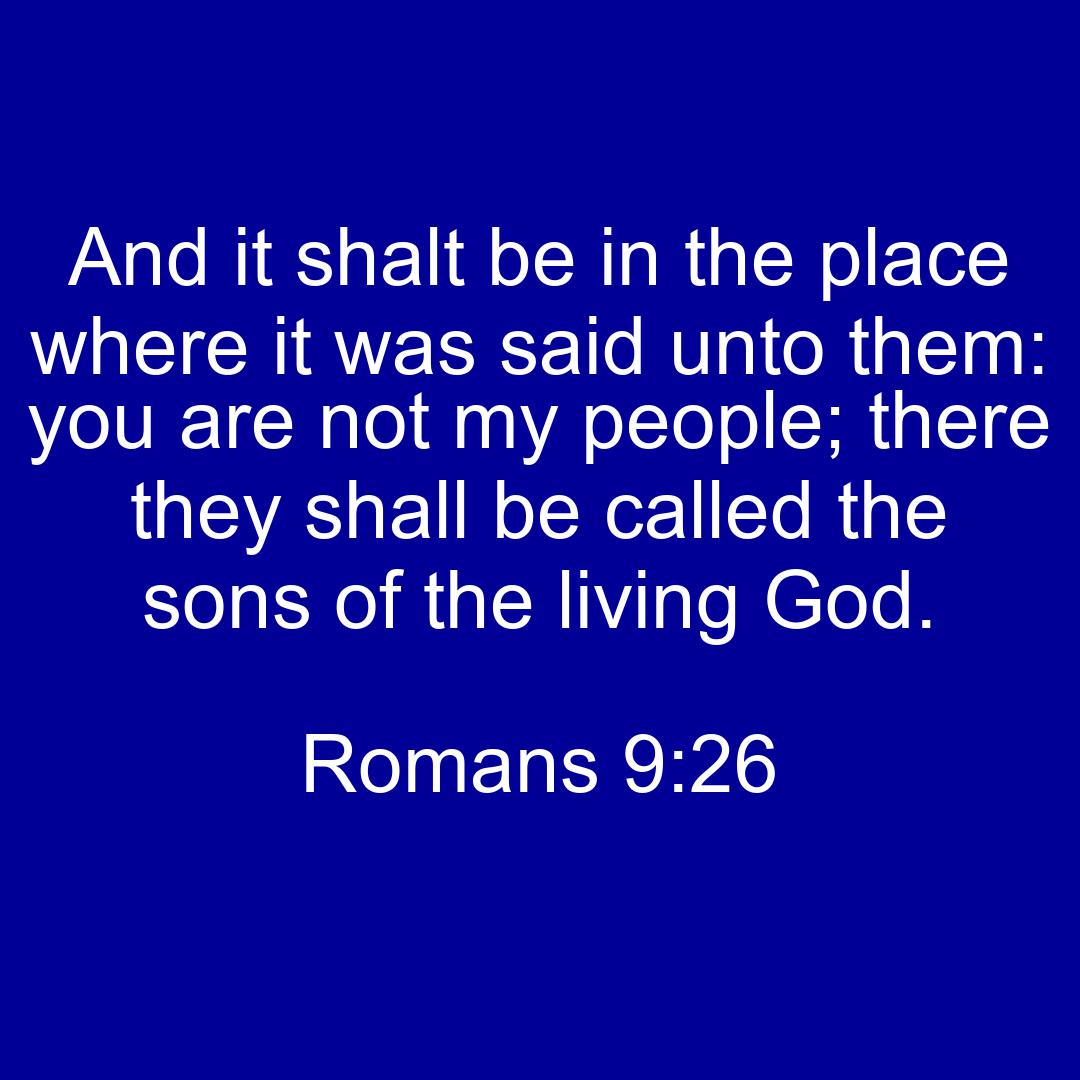 And it shalt be in the place
where it was said unto them:
you are not my people; there
they shall be called the
sons of the living God.
Romans 9:26